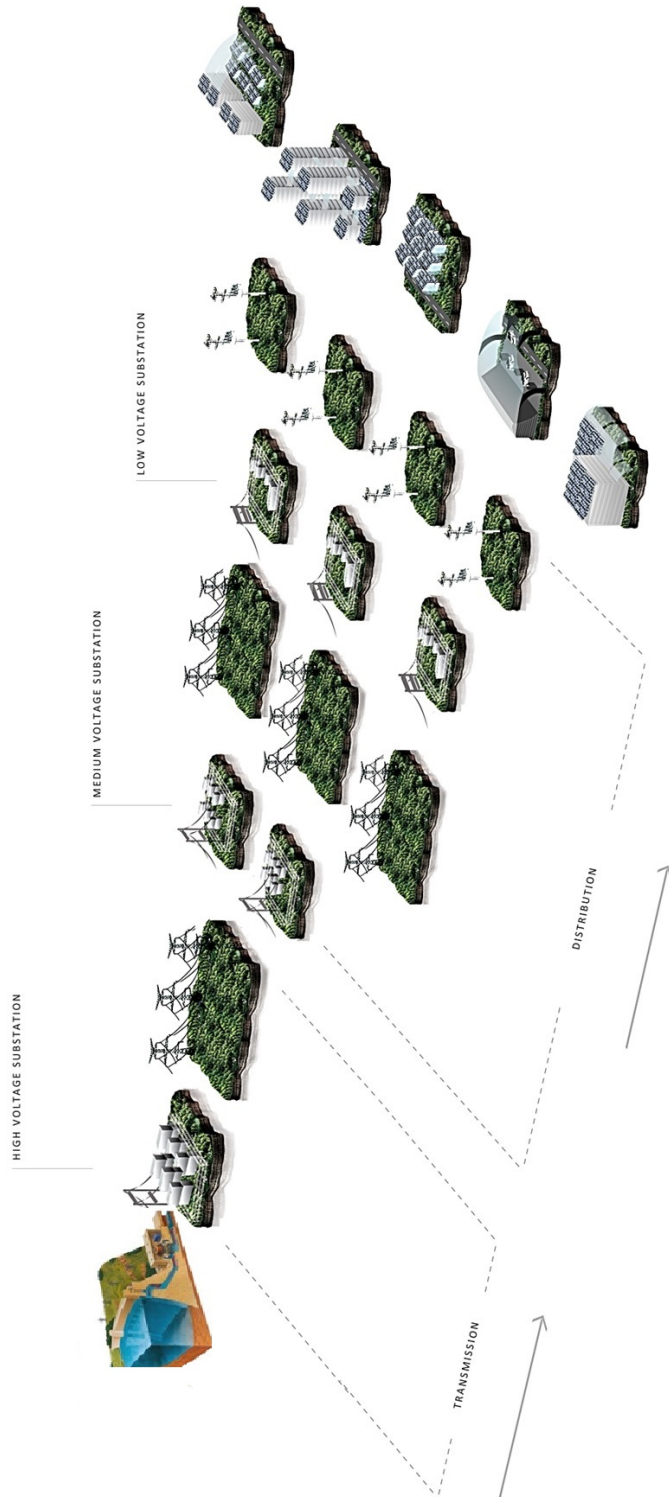 HIGH VOLTAGE SUBSTATION
MEDIUM VOLTAGE SUBSTATION
LOW VOLTAGE SUBSTATION
TRANSMISSION
DISTRIBUTION